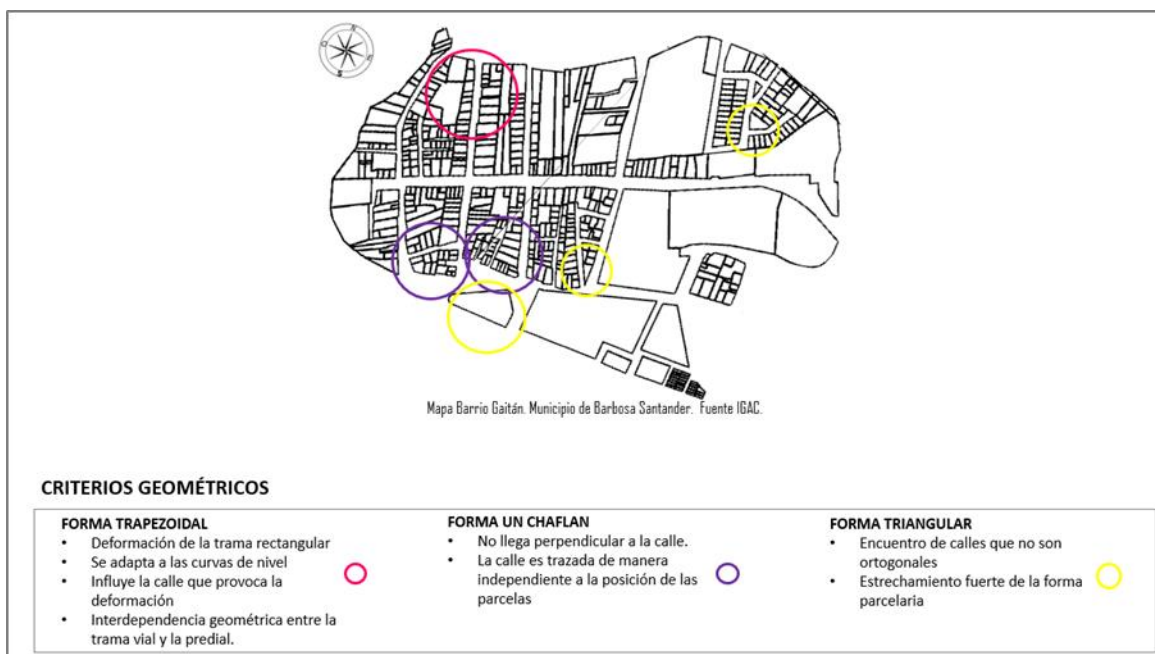 N
E
S
O
Mapa Barrio Gaitán. Municipio de Barbosa Santander. Fuente IGAC.
CRITERIOS GEOMÉTRICOS
FORMA TRAPEZOIDAL
• Deformación de la trama rectangular
• Se adapta a las curvas de nivel
• Influye la calle que provoca la
deformación
• Interdependencia geométrica entre la
trama vial y la predial.
FORMA UN CHAFLAN
• No llega perpendicular a la calle.
• La calle es trazada de manera
independiente a la posición de las
parcelas
FORMA TRIANGULAR
• Encuentro de calles que no son
ortogonales
• Estrechamiento fuerte de la forma
parcelaria